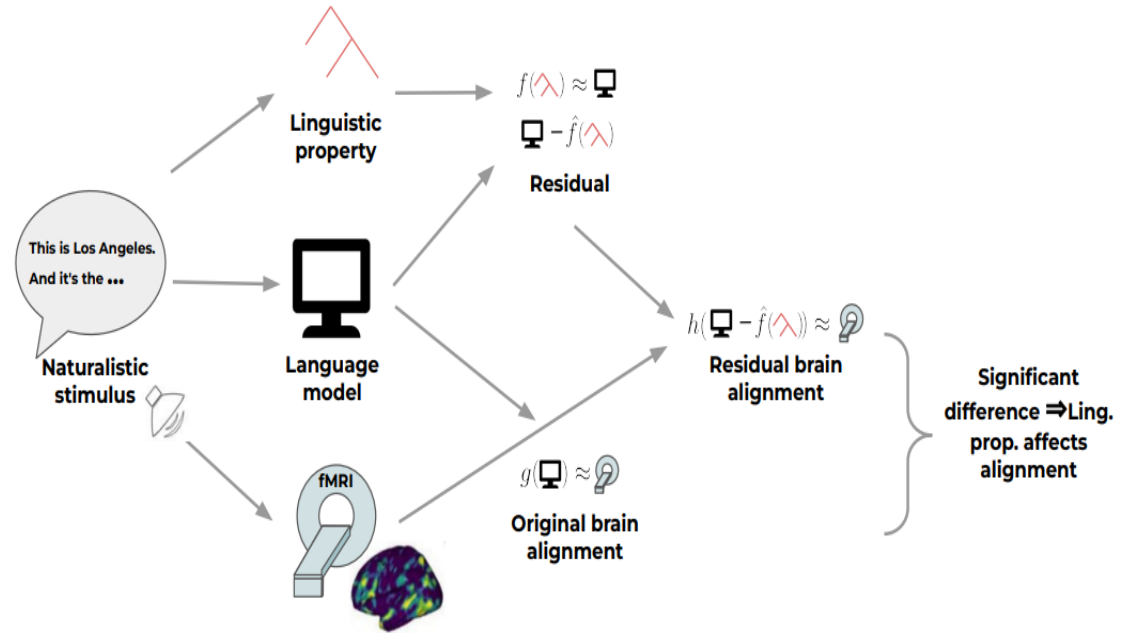 Linguistic
property
f(⅄) ≈ 🖥
🖥 − f̂(⅄)
Residual
This is Los Angeles.
And it's the ...
Naturalistic
stimulus
Language
model
h(🖥 − f̂(⅄)) ≈
Residual brain
alignment
Significant
difference ⇒Ling.
prop. affects
alignment
fMRI
g(🖥) ≈
Original brain
alignment